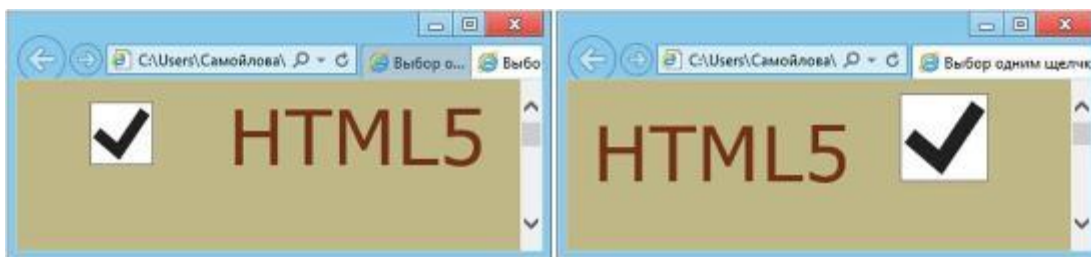 C:\Users\Самойлова\
Выбор о...
Выбо
HTML5
C:\Users\Самойлова\
Выбор одним щелчк
HTML5